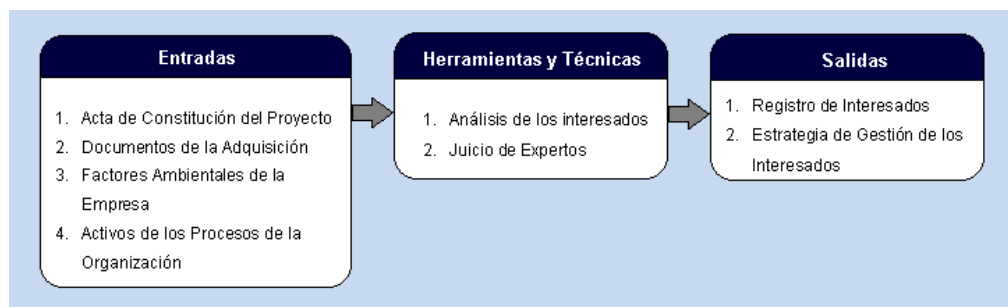 Entradas
1. Acta de Constitución del Proyecto
2. Documentos de la Adquisición
3. Factores Ambientales de la
Empresa
4. Activos de los Procesos de la
Organización
Herramientas y Técnicas
1. Análisis de los interesados
2. Juicio de Expertos
Salidas
1. Registro de Interesados
2. Estrategia de Gestión de los
Interesados